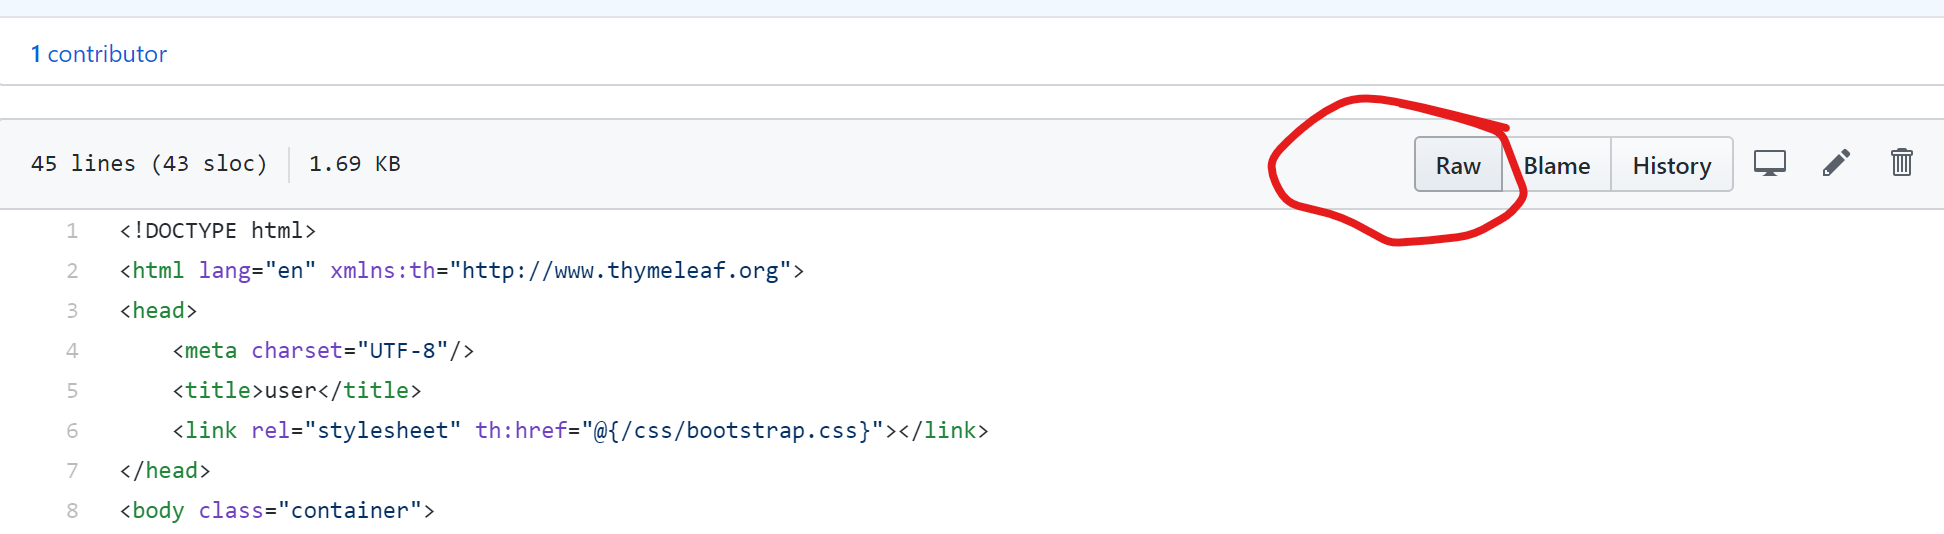 1 contributor
45 lines (43 sloc) 1.69 KB Raw Blame History
1 <!DOCTYPE html>
2 <html lang="en" xmlns:th="http://www.thymeleaf.org">
3 <head>
4     <meta charset="UTF-8"/>
5     <title>user</title>
6     <link rel="stylesheet" th:href="@{/css/bootstrap.css}"></link>
7 </head>
8 <body class="container">